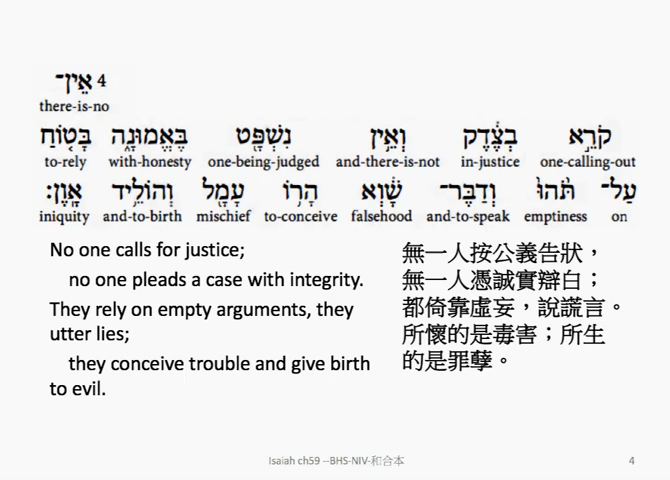 4 אֵין־
there-is-no
קֹרֵ֣א בְצֶ֔דֶק וְאֵ֥ין נִשְׁפָּ֖ט בֶּאֱמוּנָ֑ה בָּט֤וֹחַ
to-rely with-honesty one-being-judged and-there-is-not in-justice one-calling-out
עַל־ תֹּ֙הוּ֙ וְדַבֶּר־ שָׁ֔וְא הָר֥וֹ עָמָ֖ל וְהוֹלֵ֥יד אָֽוֶן׃
iniquity and-to-birth mischief to-conceive falsehood and-to-speak emptiness on
No one calls for justice;
no one pleads a case with integrity.
They rely on empty arguments, they
utter lies;
they conceive trouble and give birth
to evil.
無一人按公義告狀，
無一人憑誠實辯白；
都倚靠虛妄，說謊言。
所懷的是毒害；所生
的是罪孽。
Isaiah ch59 --BHS-NIV-和合本
4